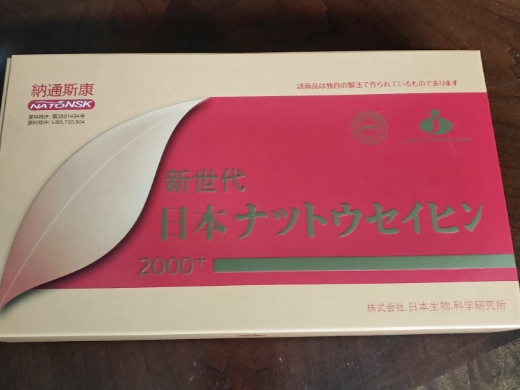 納通斯康
NATTONSK
該商品は独自の製法で作られているものであります
新世代
日本ナットウセイヒン
2000+
株式会社 日本生物.科学研究所